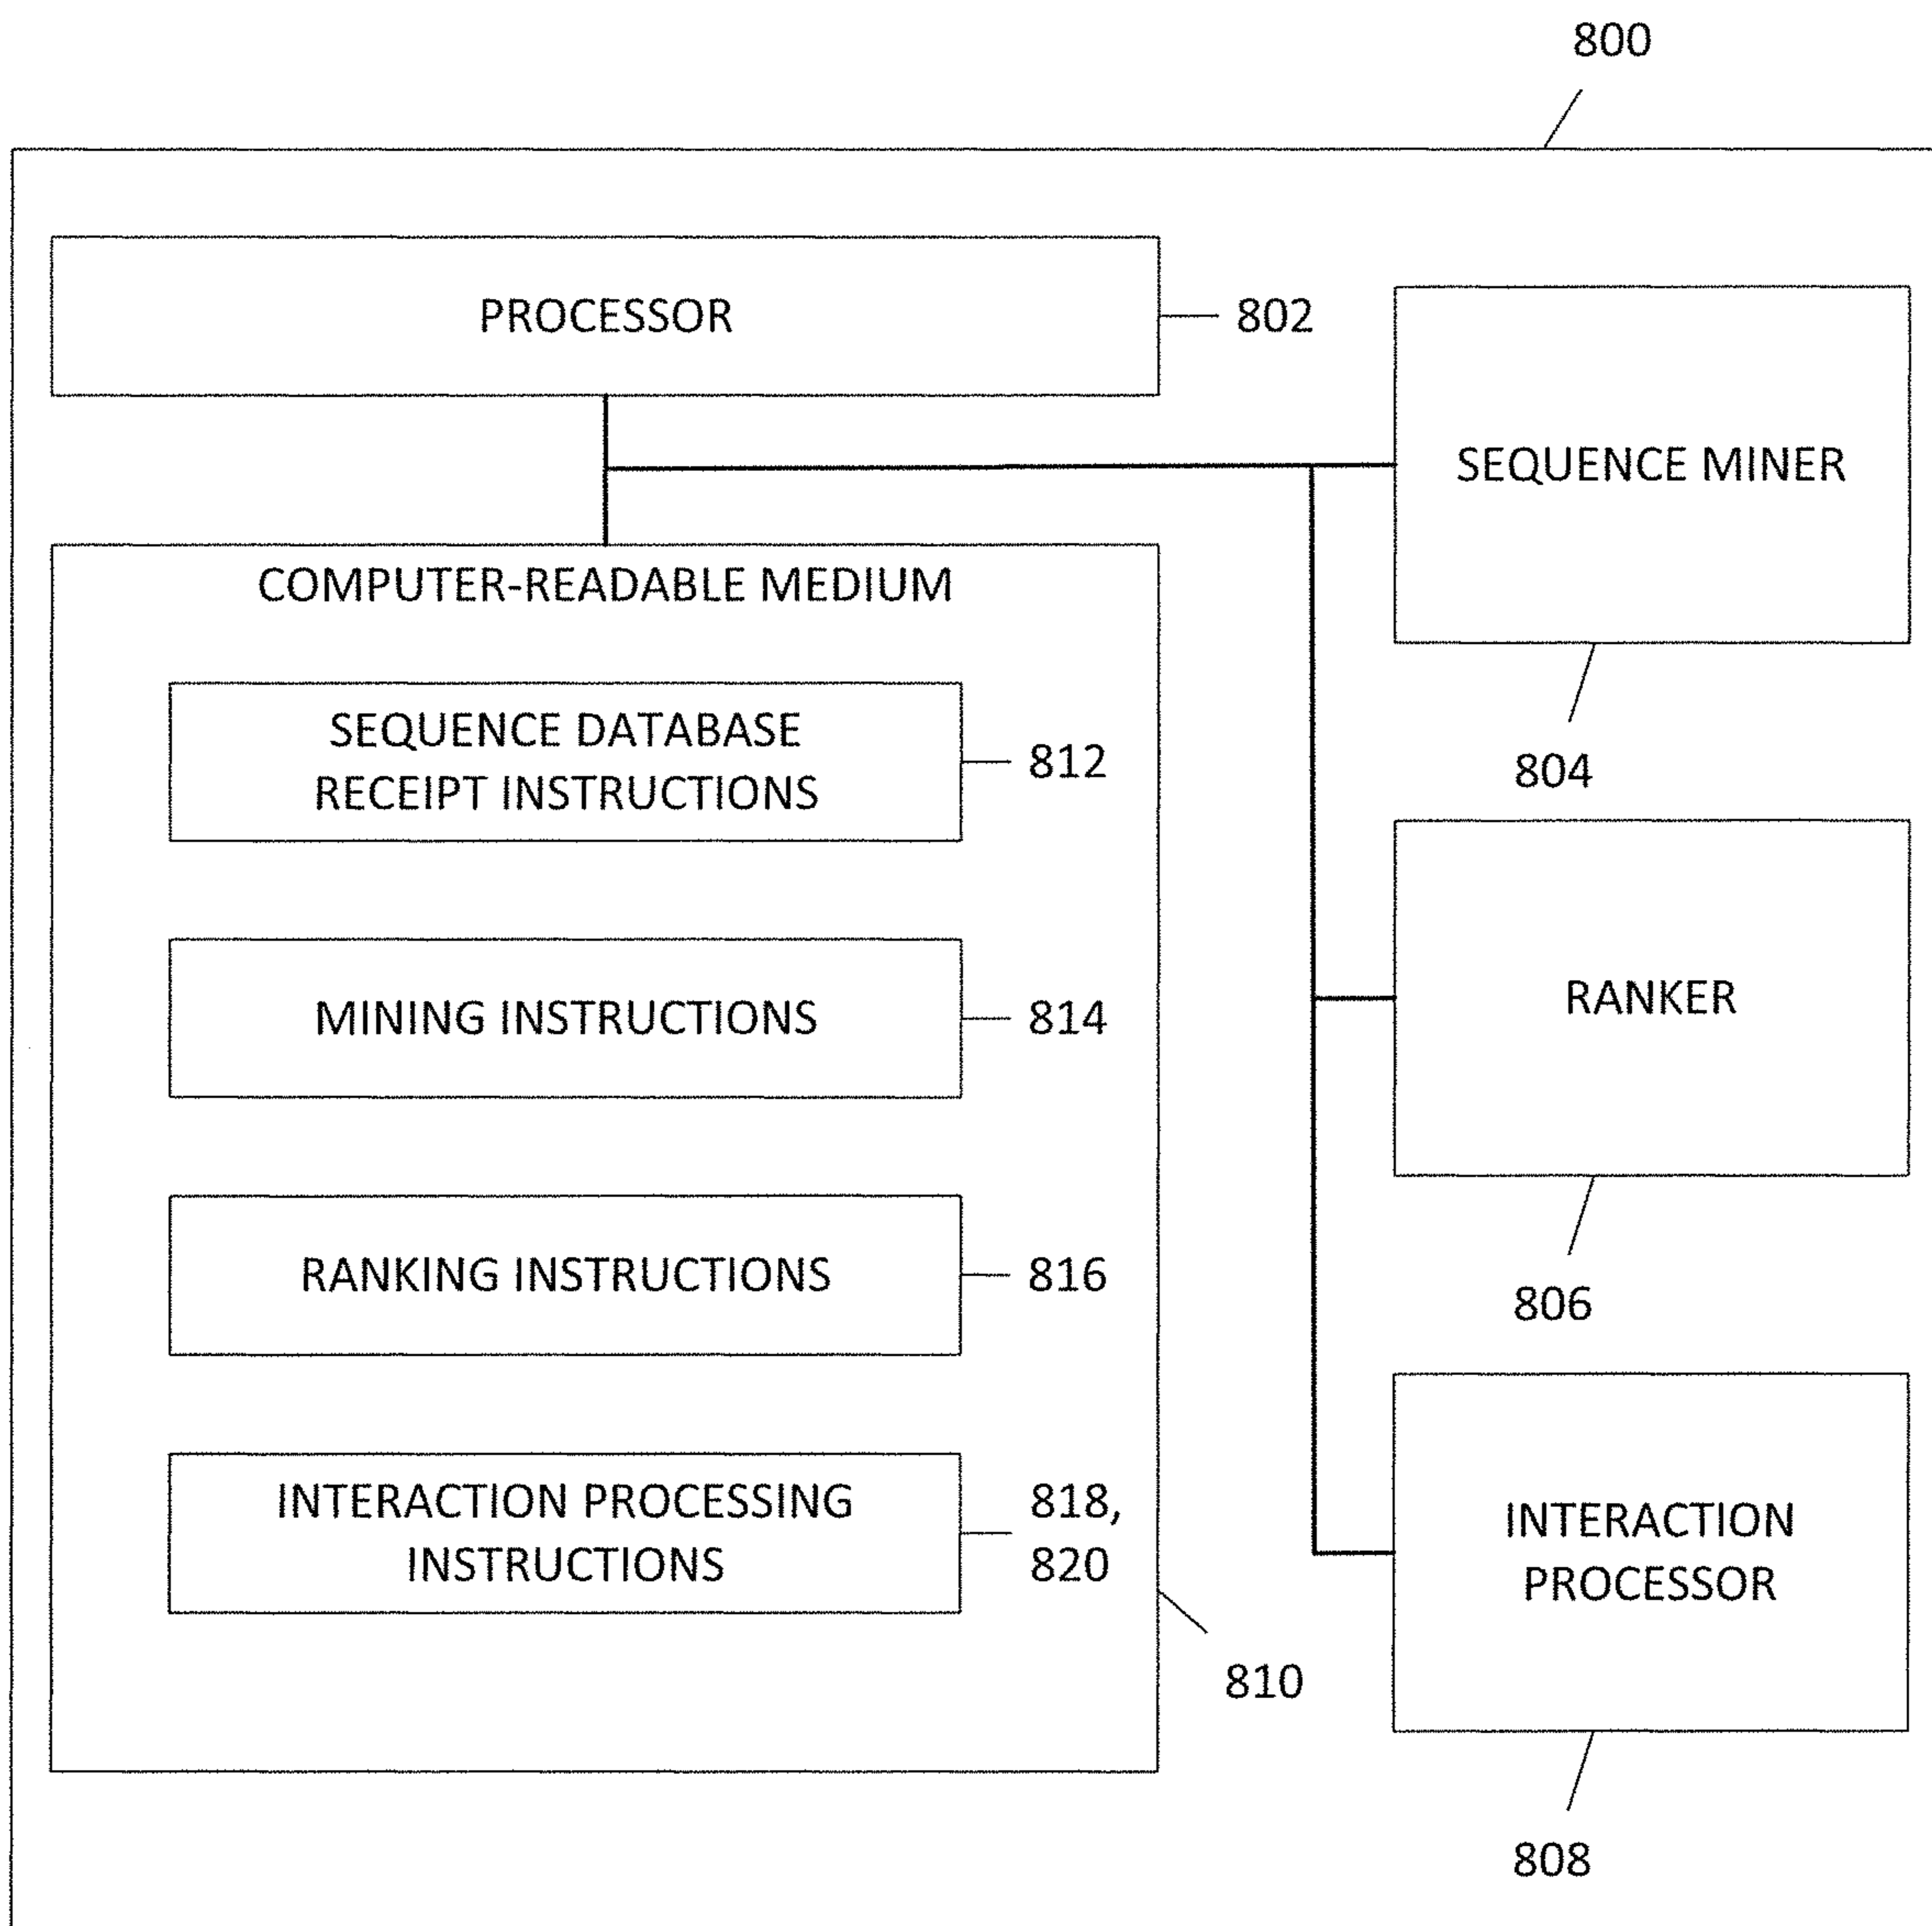 800
PROCESSOR
802
SEQUENCE MINER
804
COMPUTER-READABLE MEDIUM
SEQUENCE DATABASE
RECEIPT INSTRUCTIONS
812
MINING INSTRUCTIONS
814
RANKER
806
RANKING INSTRUCTIONS
816
INTERACTION PROCESSING
INSTRUCTIONS
818,
820
810
INTERACTION
PROCESSOR
808